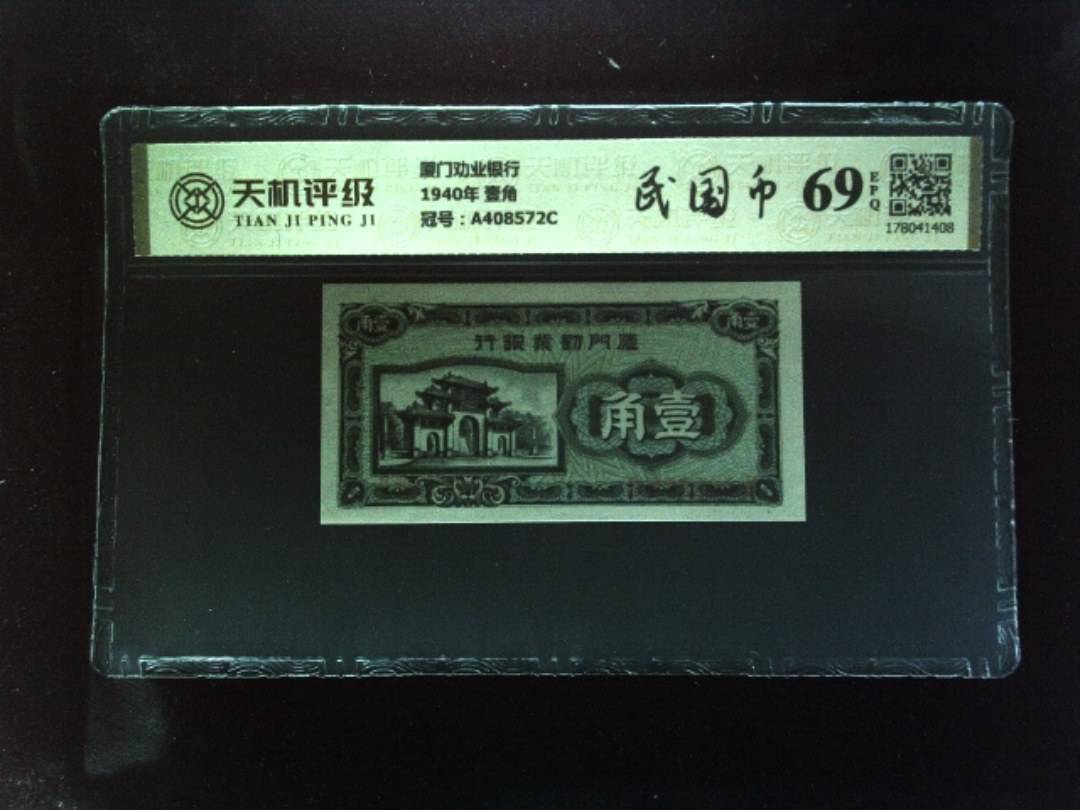 天机评级
TIAN JI PING JI
厦门劝业银行
1940年 壹角
冠号：A408572C
民国币
69
EPQ
178041408
角壹
角壹
行銀業勸門廈
角壹